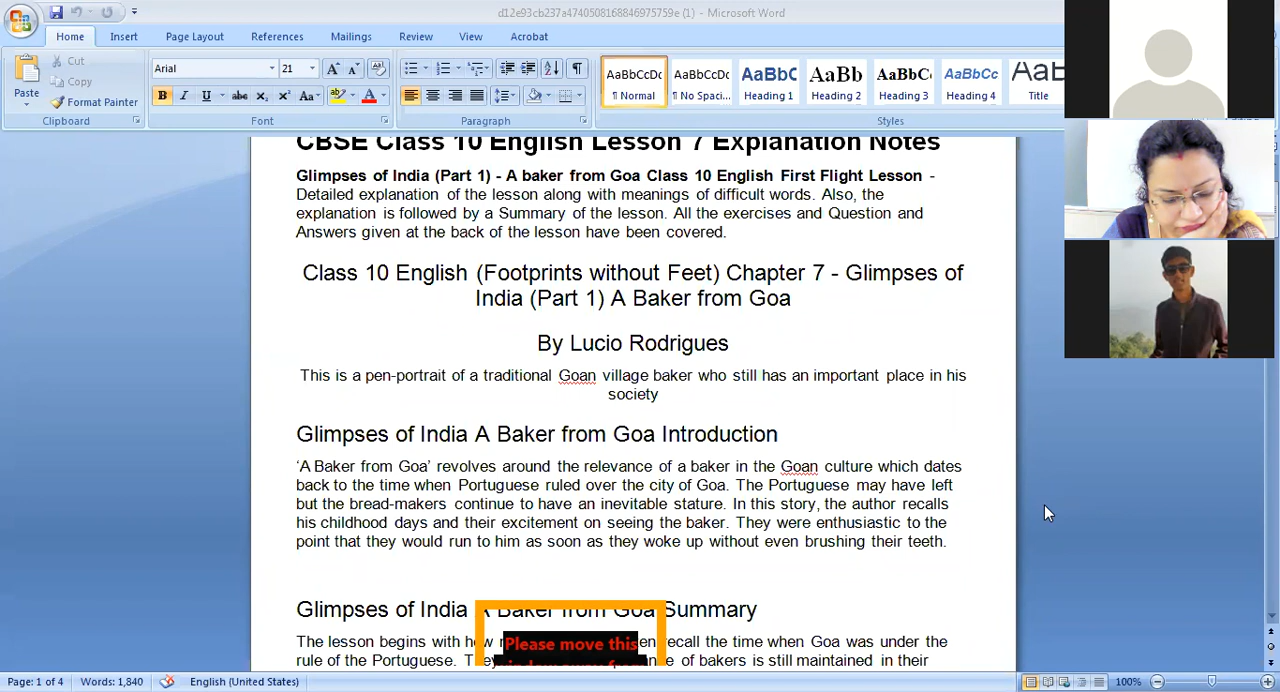 d12e93cb237a4740508168846975759e (1) - Microsoft Word
Home Insert Page Layout References Mailings Review View Acrobat
Paste
Cut
Copy
Format Painter
Clipboard
Arial 21
Font
Paragraph
AaBbCcDc AaBbCcDc AaBbC AaBb AaBbC AaBbCc AaB
¶ Normal ¶ No Spaci... Heading 1 Heading 2 Heading 3 Heading 4 Title
Styles
CBSE Class 10 English Lesson 7 Explanation Notes
Glimpses of India (Part 1) - A baker from Goa Class 10 English First Flight Lesson -
Detailed explanation of the lesson along with meanings of difficult words. Also, the
explanation is followed by a Summary of the lesson. All the exercises and Question and
Answers given at the back of the lesson have been covered.
Class 10 English (Footprints without Feet) Chapter 7 - Glimpses of
India (Part 1) A Baker from Goa
By Lucio Rodrigues
This is a pen-portrait of a traditional Goan village baker who still has an important place in his
society
Glimpses of India A Baker from Goa Introduction
‘A Baker from Goa’ revolves around the relevance of a baker in the Goan culture which dates
back to the time when Portuguese ruled over the city of Goa. The Portuguese may have left
but the bread-makers continue to have an inevitable stature. In this story, the author recalls
his childhood days and their excitement on seeing the baker. They were enthusiastic to the
point that they would run to him as soon as they woke up without even brushing their teeth.
Glimpses of India A Baker from Goa Summary
The lesson begins with how recall the time when Goa was under the
Please move this
rule of the Portuguese. of bakers is still maintained in their
Page: 1 of 4 Words: 1,840 English (United States) 100%